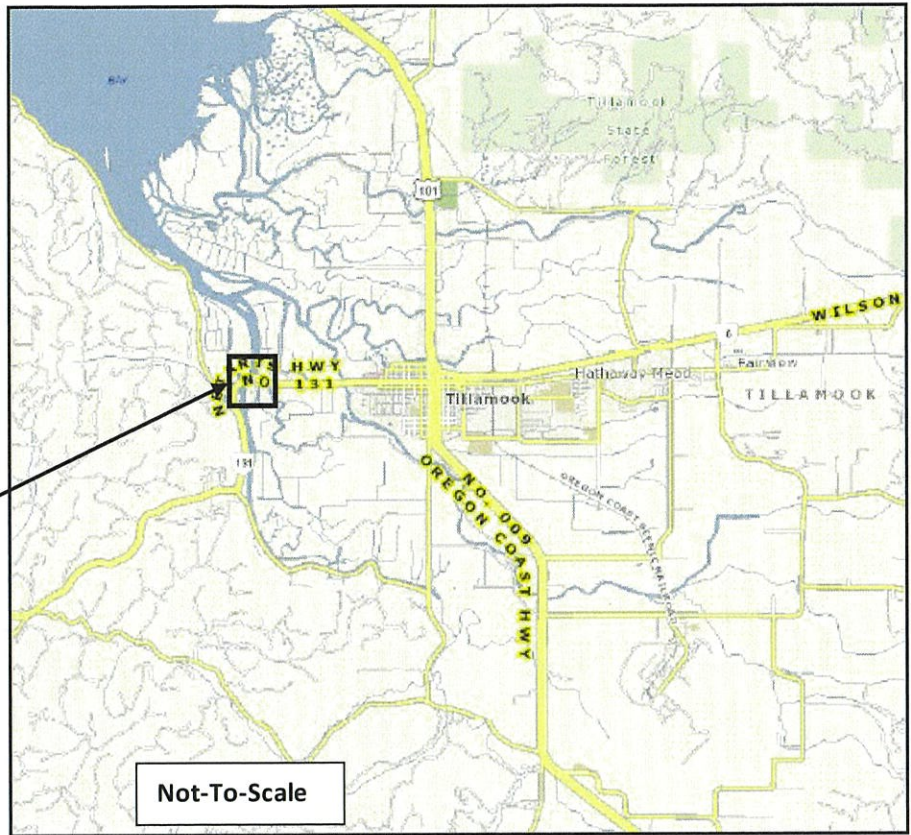 BAY
Tillamook
State
Forest
101
WILSON
6
HWY
NO
131
Fairview
Hathaway Mead
Tillamook
TILLAMOOK
131
NO. 009
OREGON COAST HWY
OREGON COAST SCENIC RAILROAD
Not-To-Scale